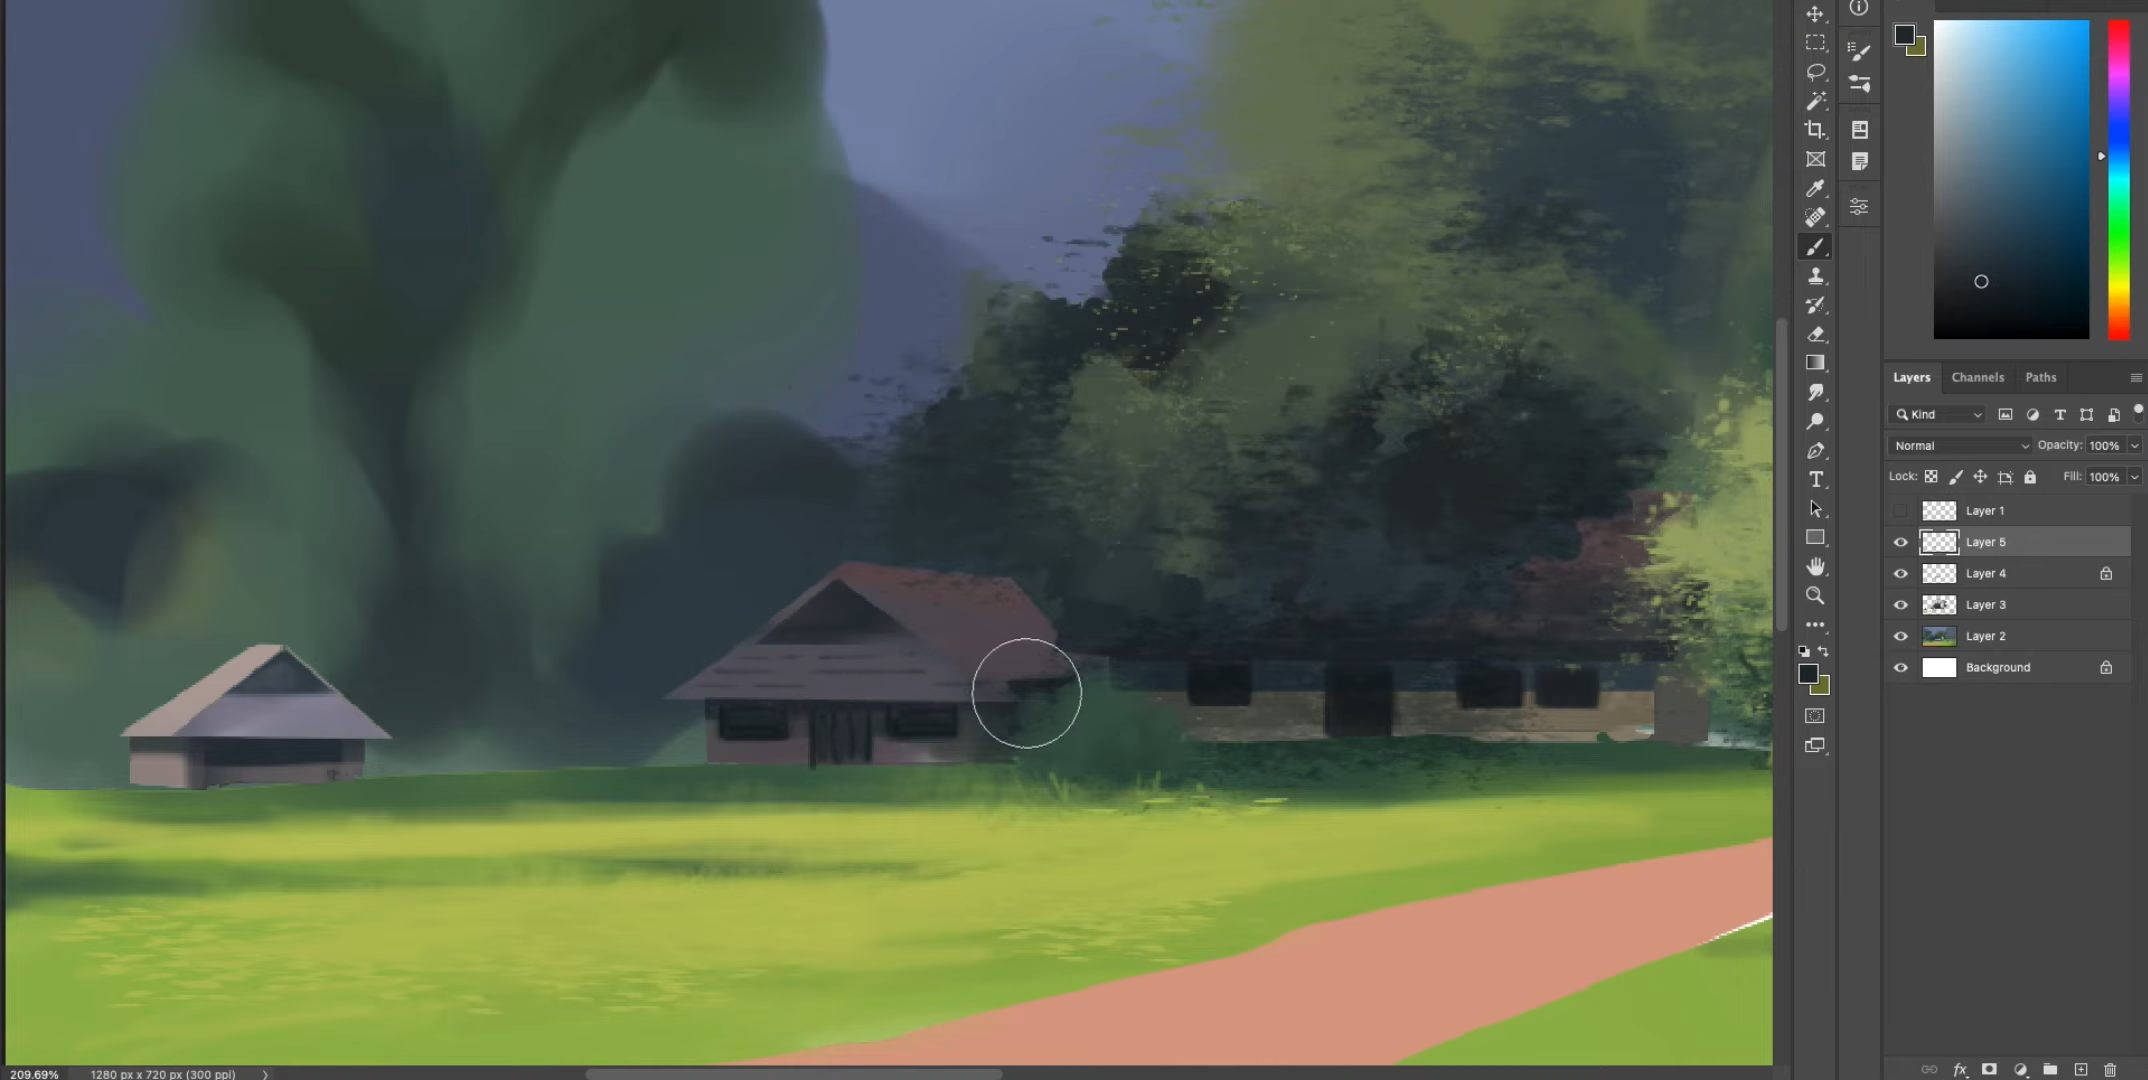 Layers Channels Paths
Kind
Normal Opacity: 100%
Lock: Fill: 100%
Layer 1
Layer 5
Layer 4
Layer 3
Layer 2
Background
fx
209.69% 1280 px x 720 px (300 ppi)